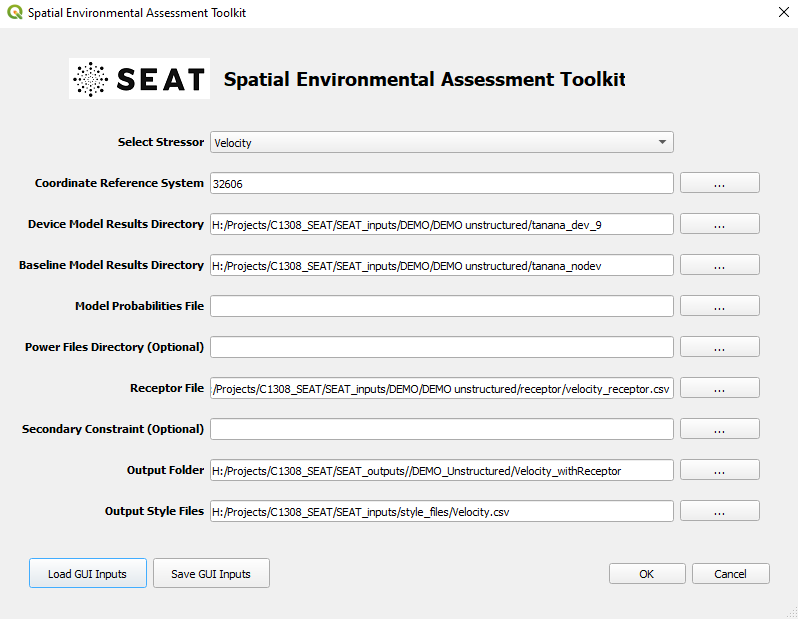 Spatial Environmental Assessment Toolkit
SEAT Spatial Environmental Assessment Toolkit
Select Stressor Velocity
Coordinate Reference System 32606 ...
Device Model Results Directory H:/Projects/C1308_SEAT/SEAT_inputs/DEMO/DEMO unstructured/tanana_dev_9 ...
Baseline Model Results Directory H:/Projects/C1308_SEAT/SEAT_inputs/DEMO/DEMO unstructured/tanana_nodev ...
Model Probabilities File ...
Power Files Directory (Optional) ...
Receptor File :/Projects/C1308_SEAT/SEAT_inputs/DEMO/DEMO unstructured/receptor/velocity_receptor.csv ...
Secondary Constraint (Optional) ...
Output Folder H:/Projects/C1308_SEAT/SEAT_outputs//DEMO_Unstructured/Velocity_withReceptor ...
Output Style Files H:/Projects/C1308_SEAT/SEAT_inputs/style_files/Velocity.csv ...
Load GUI Inputs Save GUI Inputs OK Cancel